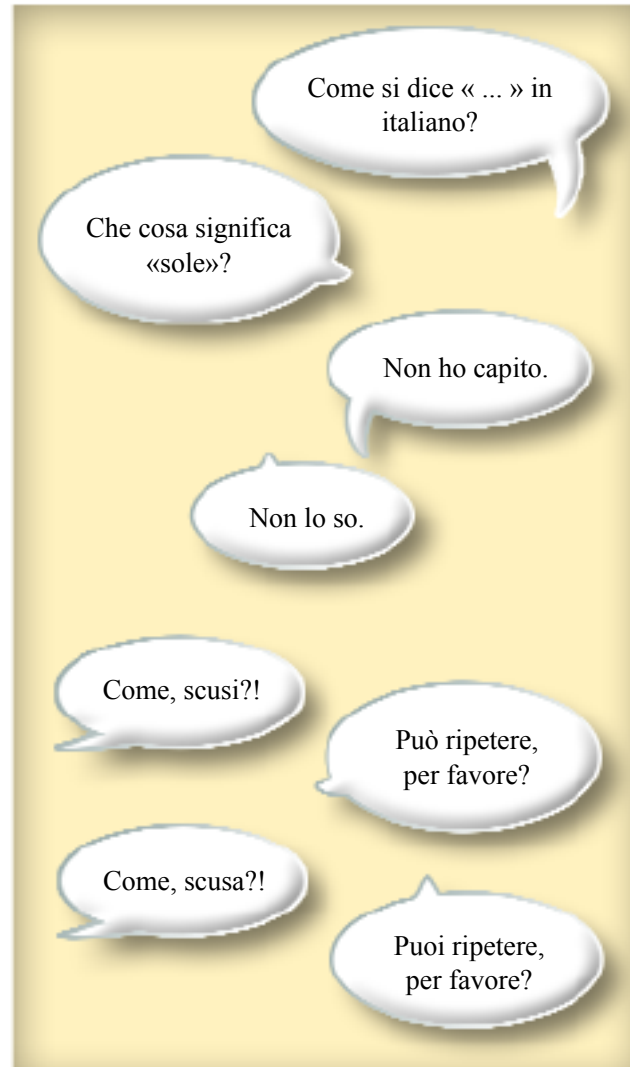 Come si dice « ... » in
italiano?
Che cosa significa
«sole»?
Non ho capito.
Non lo so.
Come, scusi?!
Può ripetere,
per favore?
Come, scusa?!
Puoi ripetere,
per favore?